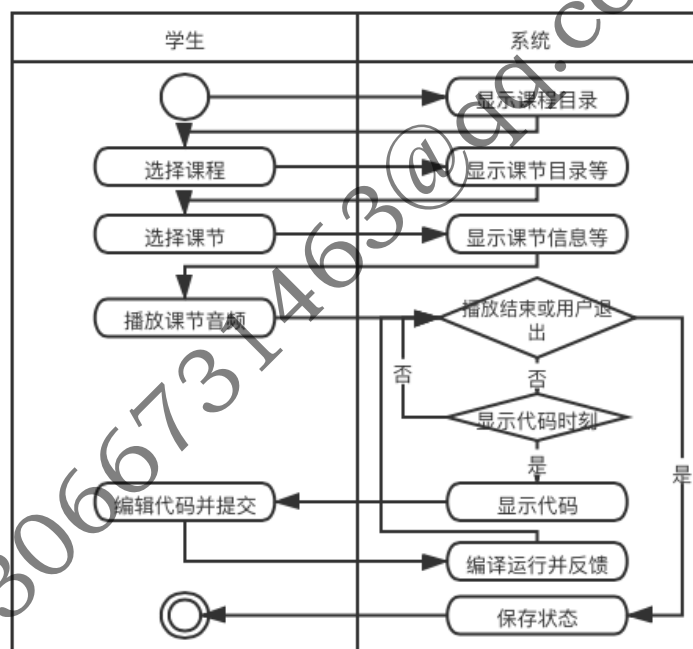 学生
系统
显示课程目录
选择课程
显示课节目录等
选择课节
显示课节信息等
播放课节音频
播放结束或用户退
出
否
否
显示代码时刻
是
是
编辑代码并提交
显示代码
编译运行并反馈
保存状态
3066731463@qq.co